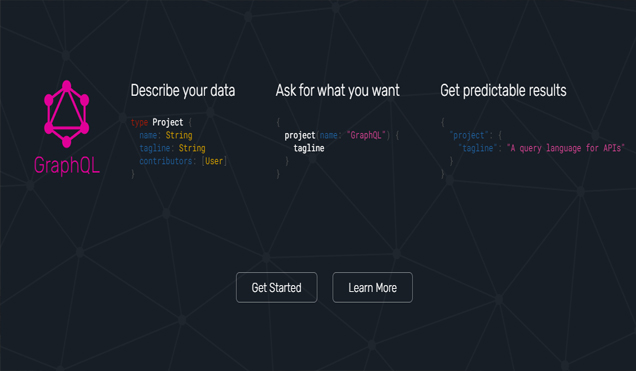 GraphQL
Describe your data
type Project {
name: String
tagline: String
contributors: [User]
}
Ask for what you want
{
project(name: "GraphQL") {
tagline
}
}
Get predictable results
{
"project": {
"tagline": "A query language for APIs"
}
}
Get Started
Learn More